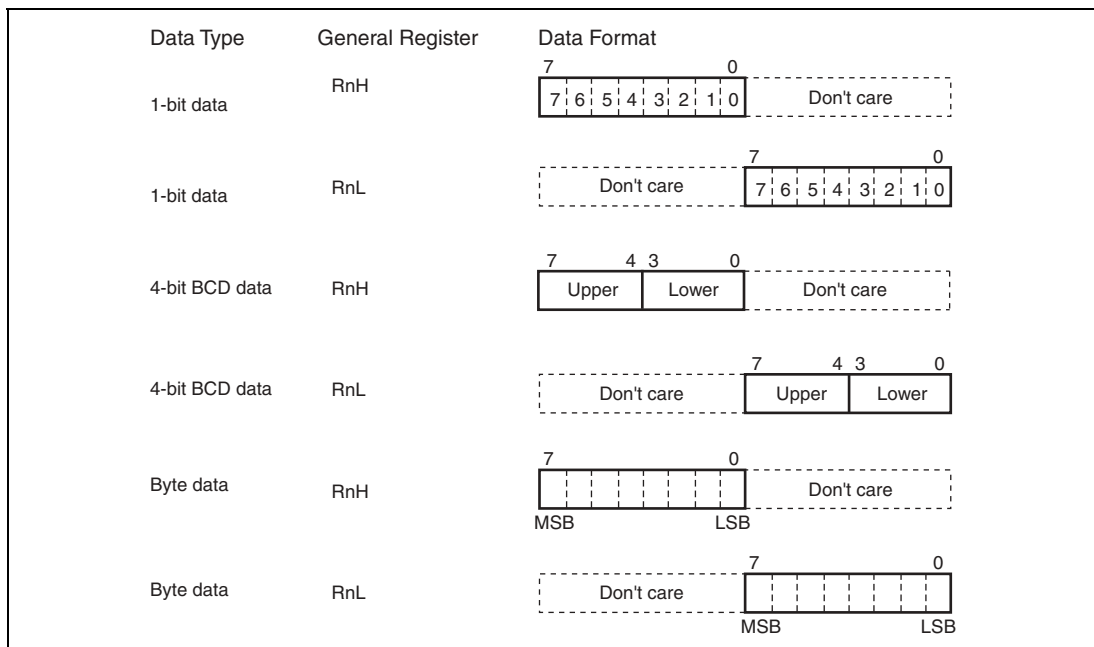 Data Type General Register Data Format
7 0
1-bit data RnH 7 6 5 4 3 2 1 0 Don't care
7 0
1-bit data RnL Don't care 7 6 5 4 3 2 1 0
7 4 3 0
4-bit BCD data RnH Upper Lower Don't care
7 4 3 0
4-bit BCD data RnL Don't care Upper Lower
7 0
Byte data RnH Don't care
MSB LSB
7 0
Byte data RnL Don't care
MSB LSB